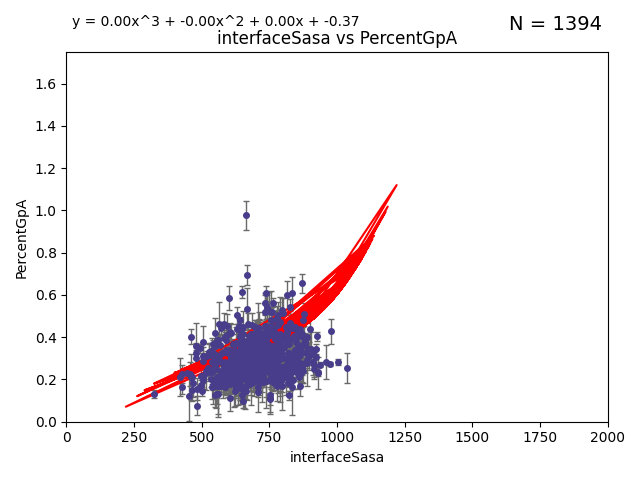 y = 0.00x^3 + -0.00x^2 + 0.00x + -0.37
N = 1394
interfaceSasa vs PercentGpA
PercentGpA
1.6
1.4
1.2
1.0
0.8
0.6
0.4
0.2
0.0
0 250 500 750 1000 1250 1500 1750 2000
interfaceSasa